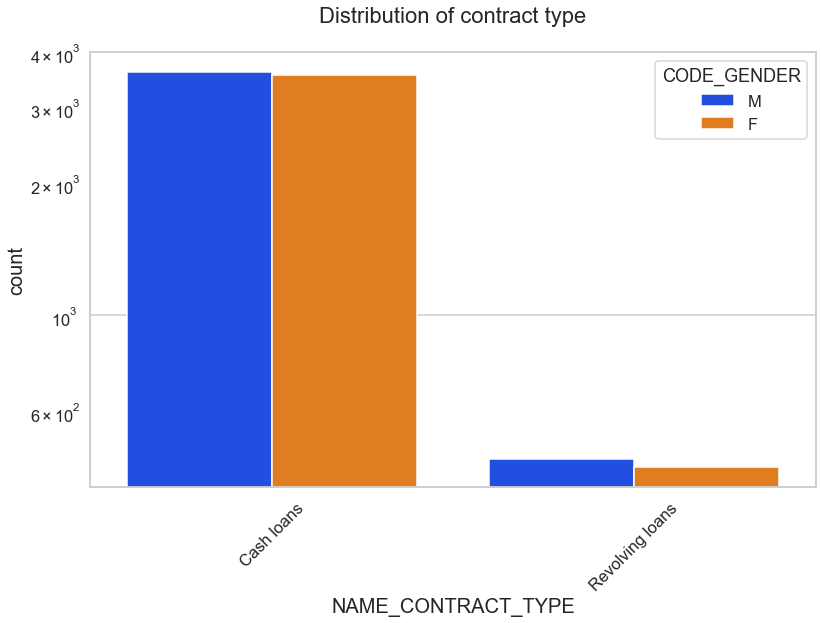 Distribution of contract type
4 × 10³
3 × 10³
2 × 10³
10³
6 × 10²
count
CODE_GENDER
M
F
Cash loans
Revolving loans
NAME_CONTRACT_TYPE